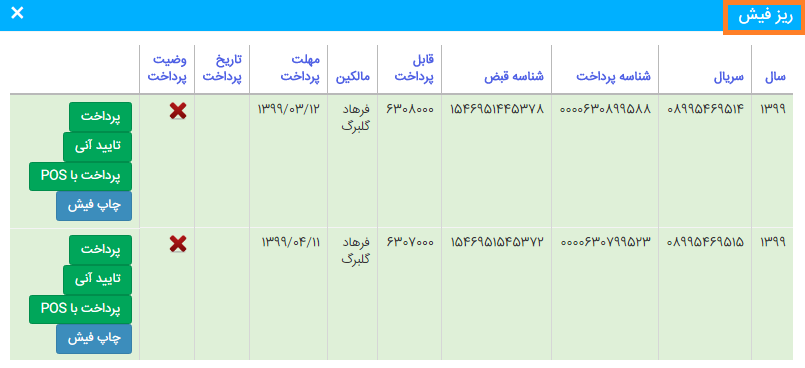 ریز فیش
×
سال سریال شناسه پرداخت شناسه قبض قابل پرداخت مالکین مهلت پرداخت تاریخ پرداخت وضیت پرداخت
۱۳۹۹ ۰۸۹۹۵۴۶۹۵۱۴ ۰۰۰۰۶۳۰۸۹۹۵۸۸ ۱۵۴۶۹۵۱۴۴۵۳۷۸ ۶۳۰۸۰۰۰ فرهاد گلبرگ ۱۳۹۹/۰۳/۱۲
پرداخت
تایید آنی
پرداخت با POS
چاپ فیش
۱۳۹۹ ۰۸۹۹۵۴۶۹۵۱۵ ۰۰۰۰۶۳۰۷۹۹۵۲۳ ۱۵۴۶۹۵۱۵۴۵۳۷۲ ۶۳۰۷۰۰۰ فرهاد گلبرگ ۱۳۹۹/۰۴/۱۱
پرداخت
تایید آنی
پرداخت با POS
چاپ فیش